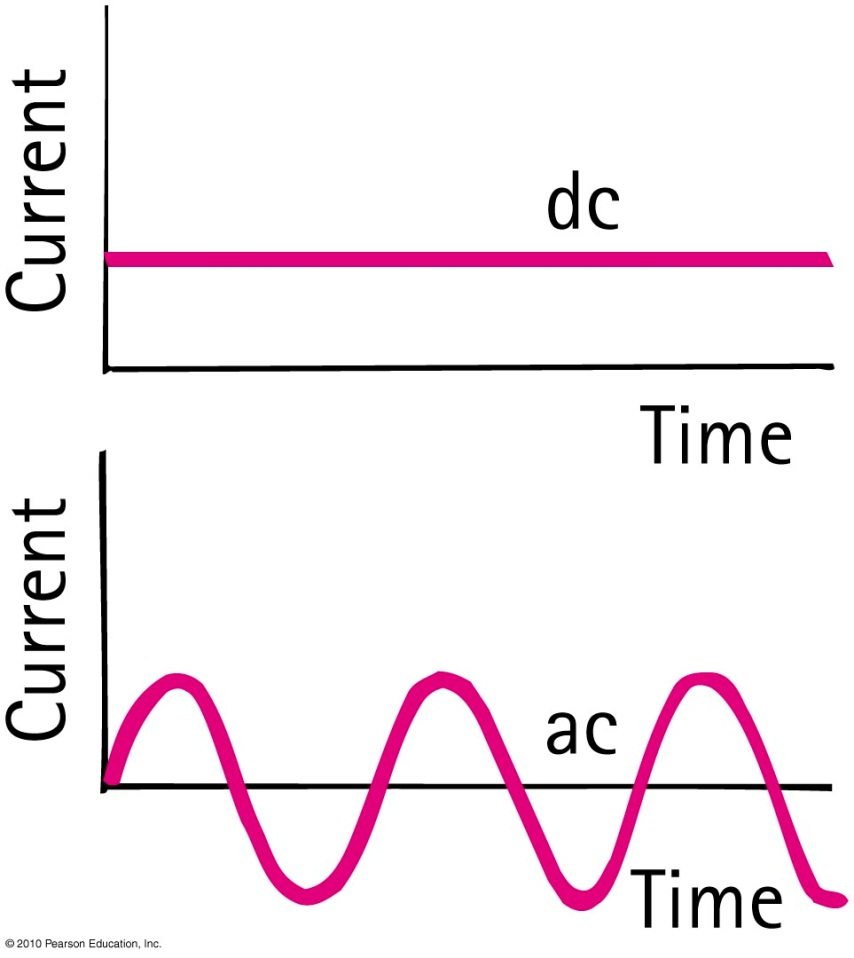 Current
dc
Time
Current
ac
Time
© 2010 Pearson Education, Inc.